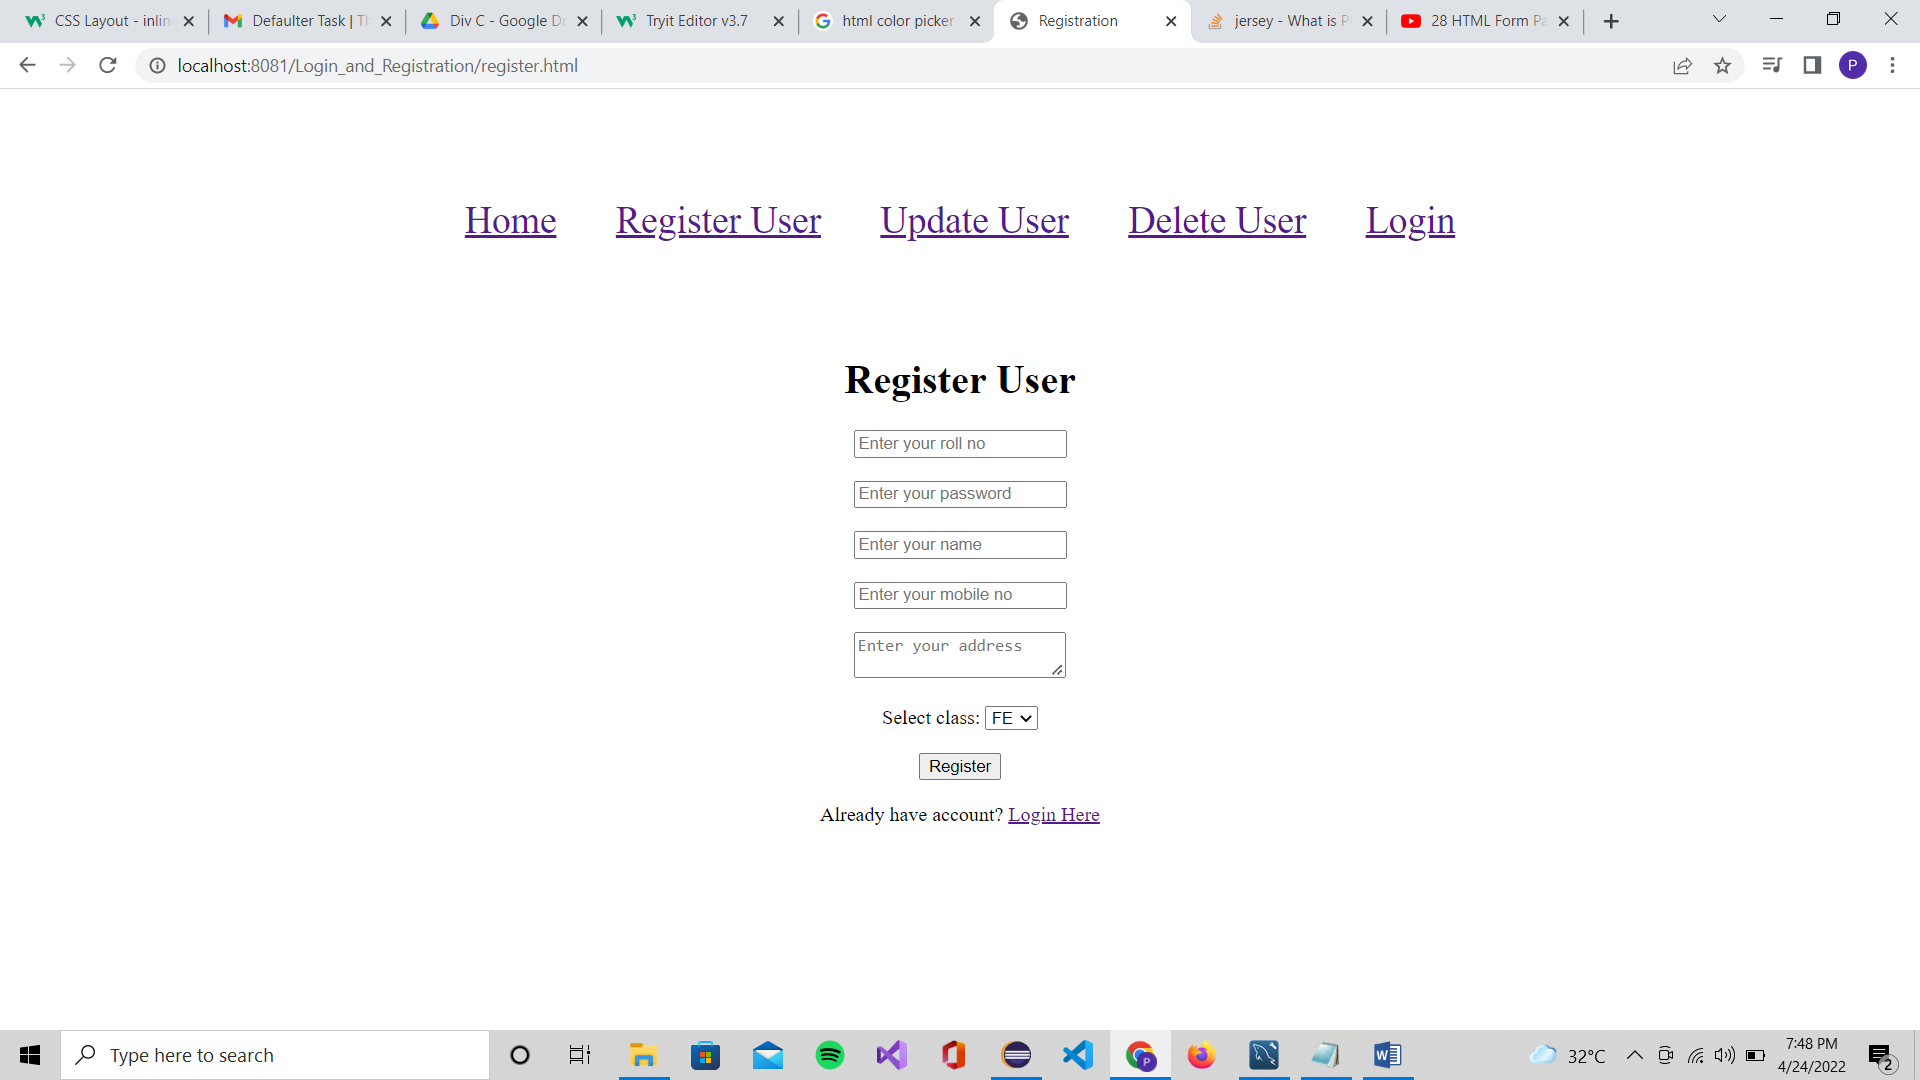 CSS Layout - inlin
Defaulter Task | Th
Div C - Google Dr
Tryit Editor v3.7
html color picker
Registration
jersey - What is P
28 HTML Form Pa
localhost:8081/Login_and_Registration/register.html
P
Home Register User Update User Delete User Login
Register User
Enter your roll no
Enter your password
Enter your name
Enter your mobile no
Enter your address
Select class: FE
Register
Already have account? Login Here
Type here to search
P
32°C
7:48 PM
4/24/2022
2